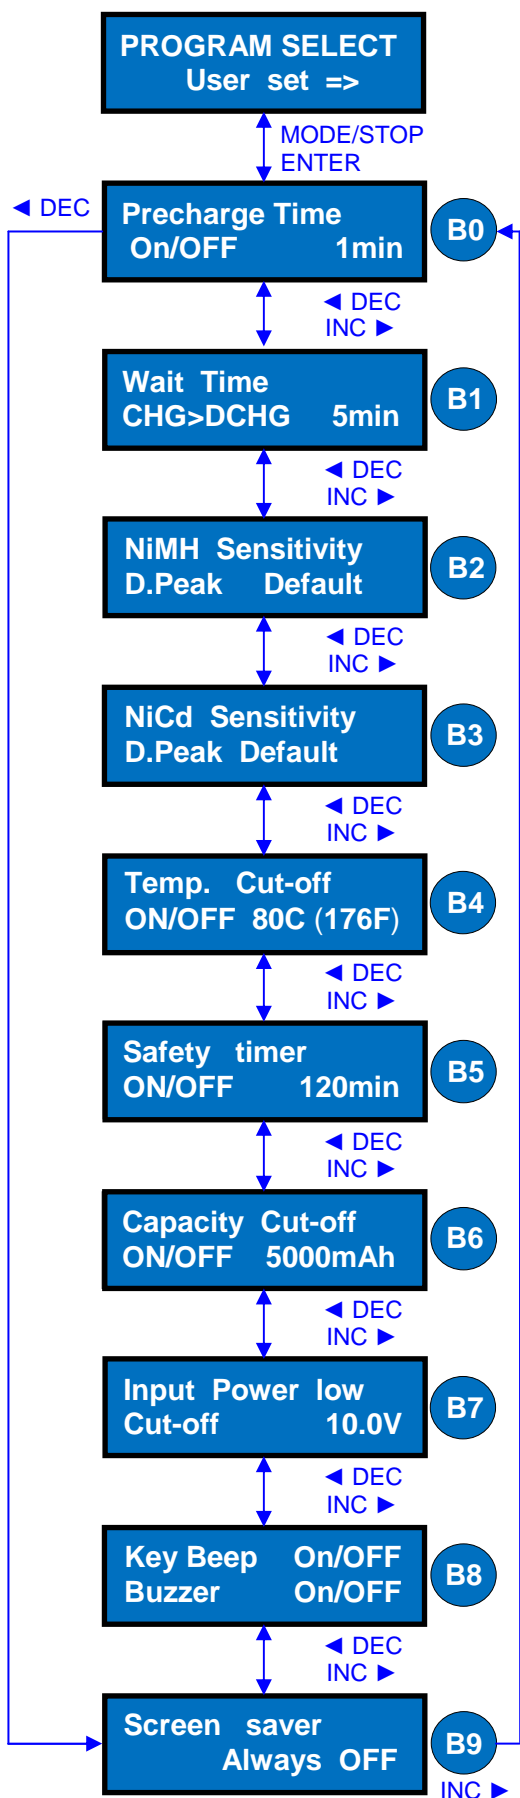 PROGRAM SELECT
User set =>
MODE/STOP
ENTER
◄ DEC
Precharge Time
On/OFF 1min
B0
◄ DEC
INC ►
Wait Time
CHG>DCHG 5min
B1
◄ DEC
INC ►
NiMH Sensitivity
D.Peak Default
B2
◄ DEC
INC ►
NiCd Sensitivity
D.Peak Default
B3
◄ DEC
INC ►
Temp. Cut-off
ON/OFF 80C (176F)
B4
◄ DEC
INC ►
Safety timer
ON/OFF 120min
B5
◄ DEC
INC ►
Capacity Cut-off
ON/OFF 5000mAh
B6
◄ DEC
INC ►
Input Power low
Cut-off 10.0V
B7
◄ DEC
INC ►
Key Beep On/OFF
Buzzer On/OFF
B8
◄ DEC
INC ►
Screen saver
Always OFF
B9
INC ►